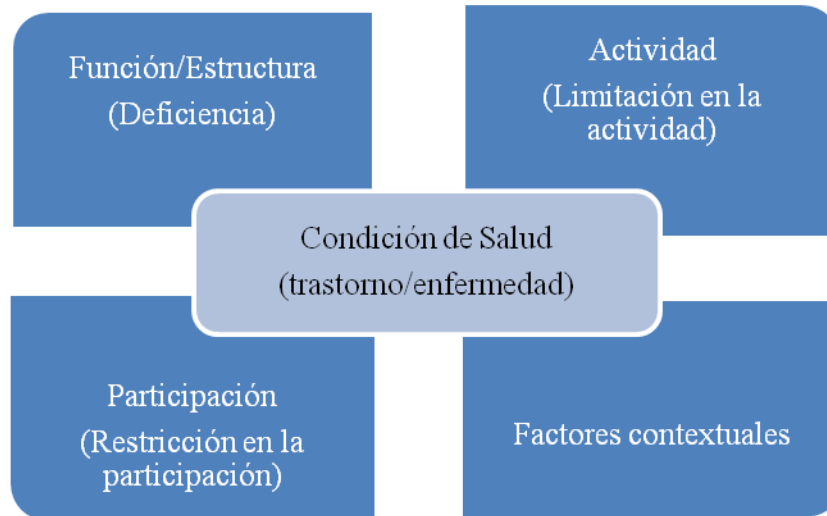 Función/Estructura
(Deficiencia)
Actividad
(Limitación en la
actividad)
Condición de Salud
(trastorno/enfermedad)
Participación
(Restricción en la
participación)
Factores contextuales